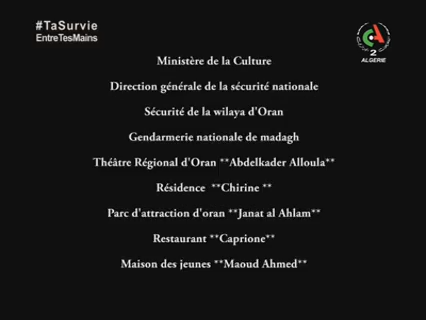 #TaSurvie
EntreTesMains
2
ALGERIE
Ministère de la Culture
Direction générale de la sécurité nationale
Sécurité de la wilaya d'Oran
Gendarmerie nationale de madagh
Théâtre Régional d'Oran **Abdelkader Alloula**
Résidence **Chirine **
Parc d'attraction d'oran **Janat al Ahlam**
Restaurant **Caprione**
Maison des jeunes **Maoud Ahmed**